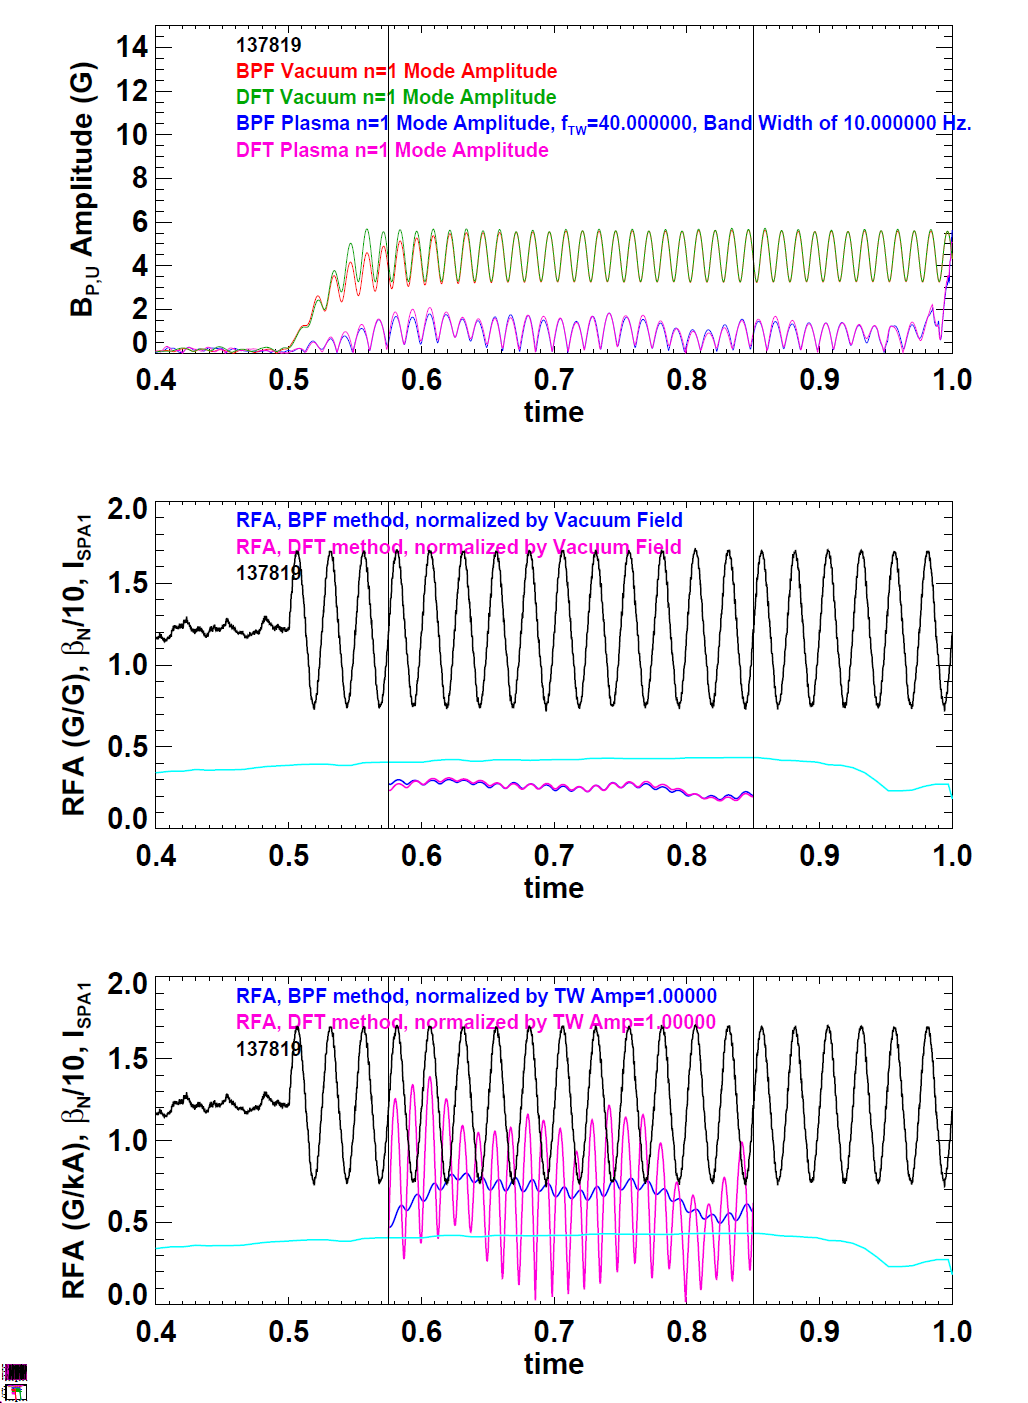 137819
BPF Vacuum n=1 Mode Amplitude
DFT Vacuum n=1 Mode Amplitude
BPF Plasma n=1 Mode Amplitude, fTW=40.000000, Band Width of 10.000000 Hz.
DFT Plasma n=1 Mode Amplitude
BP,U Amplitude (G)
14
12
10
8
6
4
2
0
0.4 0.5 0.6 0.7 0.8 0.9 1.0
time
RFA, BPF method, normalized by Vacuum Field
RFA, DFT method, normalized by Vacuum Field
137819
RFA (G/G), βN/10, ISPA1
2.0
1.5
1.0
0.5
0.0
0.4 0.5 0.6 0.7 0.8 0.9 1.0
time
RFA, BPF method, normalized by TW Amp=1.00000
RFA, DFT method, normalized by TW Amp=1.00000
137819
RFA (G/kA), βN/10, ISPA1
2.0
1.5
1.0
0.5
0.0
0.4 0.5 0.6 0.7 0.8 0.9 1.0
time